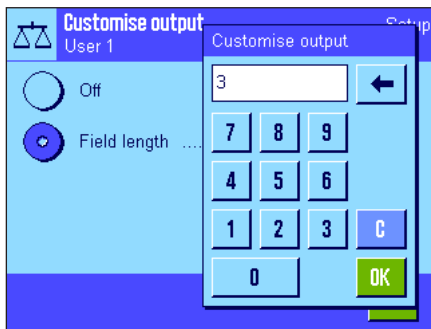 Customise output
Setup
User 1
Off
Field length ....
Customise output
3
7 8 9
4 5 6
1 2 3 C
0 OK